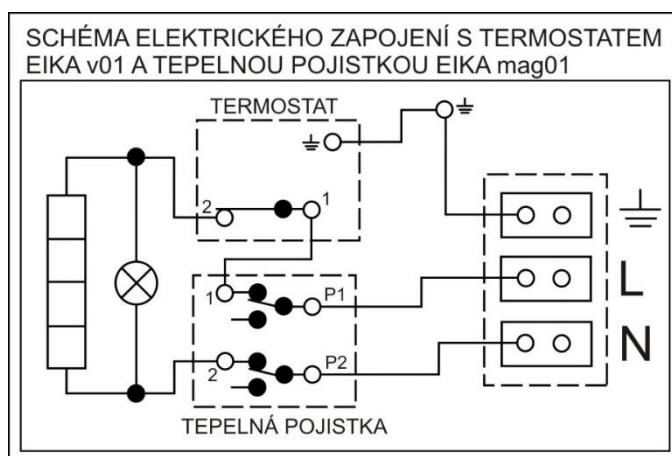 SCHÉMA ELEKTRICKÉHO ZAPOJENÍ S TERMOSTATEM
EIKA v01 A TEPELNOU POJISTKOU EIKA mag01
TERMOSTAT
2
1
1
P1
L
2
P2
N
TEPELNÁ POJISTKA